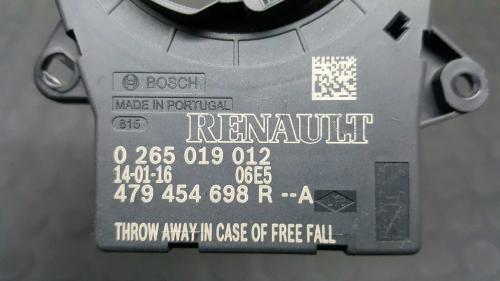 BOSCH
MADE IN PORTUGAL
815
RENAULT
0 265 019 012
14-01-16 06E5
479 454 698 R --A
THROW AWAY IN CASE OF FREE FALL